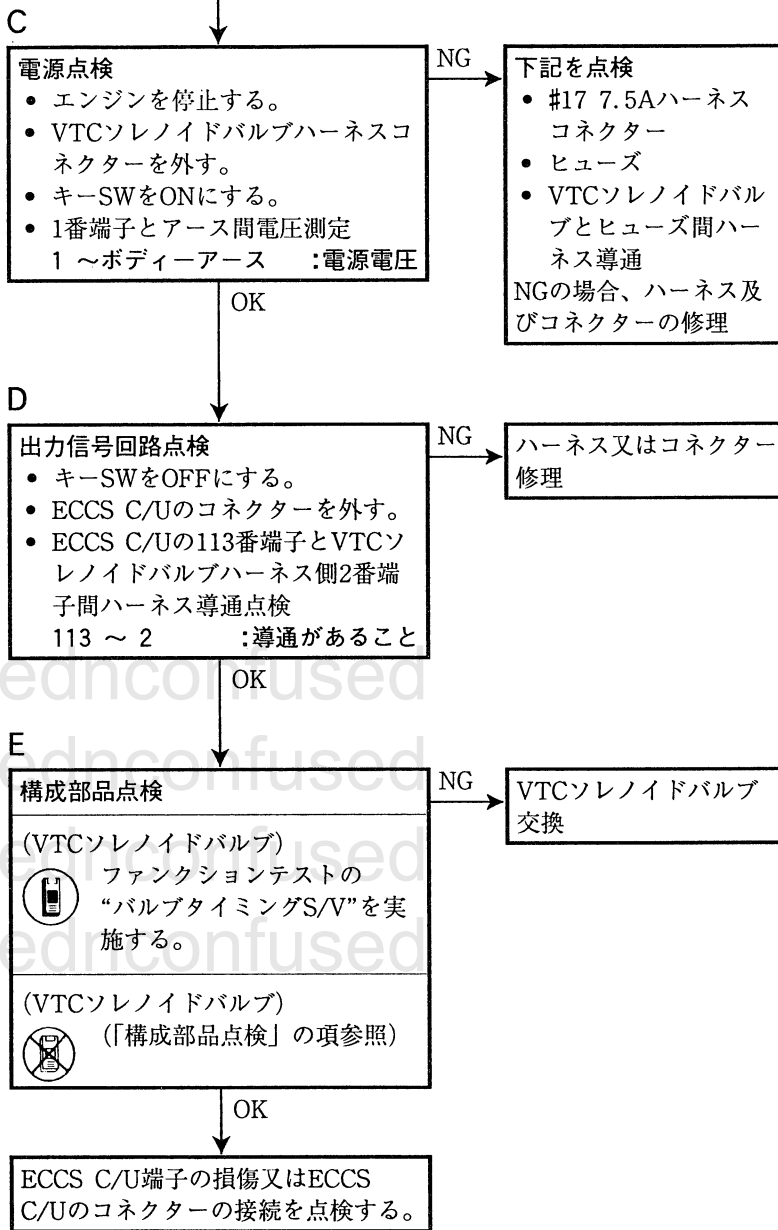 C
電源点検
• エンジンを停止する。
• VTCソレノイドバルブハーネスコ
ネクターを外す。
• キーSWをONにする。
• 1番端子とアース間電圧測定
1 ～ボディーアース :電源電圧
NG
下記を点検
• #17 7.5Aハーネス
コネクター
• ヒューズ
• VTCソレノイドバル
ブとヒューズ間ハー
ネス導通
NGの場合、ハーネス及
びコネクターの修理
OK
D
出力信号回路点検
• キーSWをOFFにする。
• ECCS C/Uのコネクターを外す。
• ECCS C/Uの113番端子とVTCソ
レノイドバルブハーネス側2番端
子間ハーネス導通点検
113 ～ 2 :導通があること
NG
ハーネス又はコネクター
修理
OK
E
構成部品点検
(VTCソレノイドバルブ)
ファンクションテストの
“バルブタイミングS/V”を実
施する。
(VTCソレノイドバルブ)
(「構成部品点検」の項参照)
NG
VTCソレノイドバルブ
交換
OK
ECCS C/U端子の損傷又はECCS
C/Uのコネクターの接続を点検する。
ednconfused
ednconfused
ednconfused
ednconfused